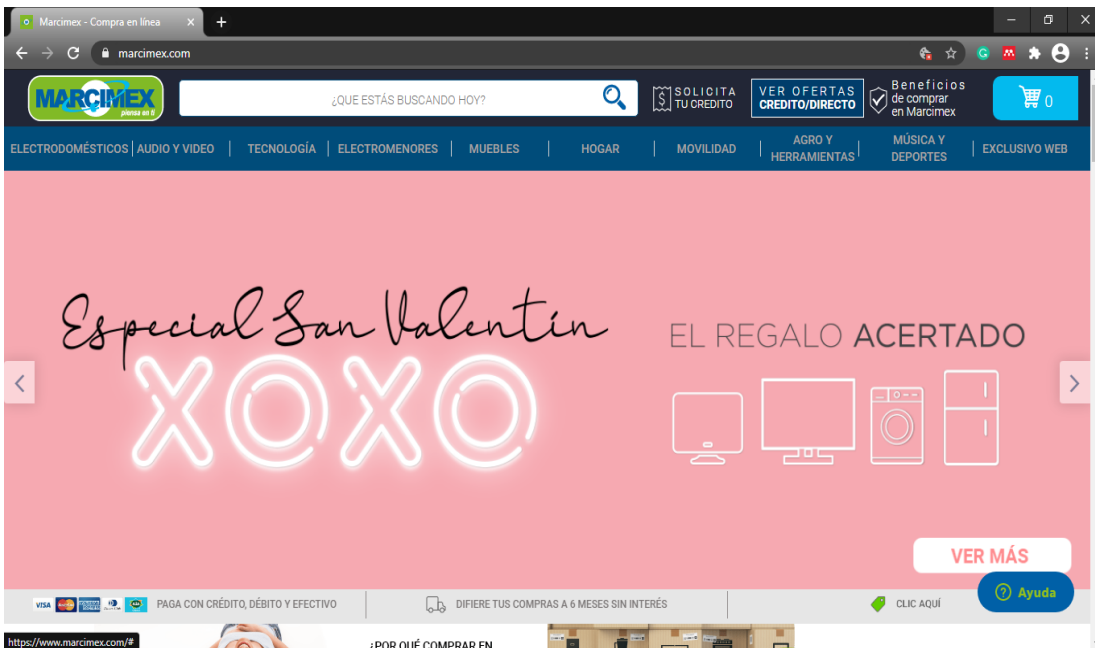 Marcimex - Compra en línea
marcimex.com
MARCIMEX
piensa en ti
¿QUE ESTÁS BUSCANDO HOY?
SOLICITA
TU CREDITO
VER OFERTAS
CREDITO/DIRECTO
Beneficios
de comprar
en Marcimex
0
ELECTRODOMÉSTICOS
AUDIO Y VIDEO
TECNOLOGÍA
ELECTROMENORES
MUEBLES
HOGAR
MOVILIDAD
AGRO Y
HERRAMIENTAS
MÚSICA Y
DEPORTES
EXCLUSIVO WEB
Especial San Valentín
XOXO
EL REGALO ACERTADO
VER MÁS
VISA
PAGA CON CRÉDITO, DÉBITO Y EFECTIVO
DIFIERE TUS COMPRAS A 6 MESES SIN INTERÉS
CLIC AQUÍ
Ayuda
https://www.marcimex.com/#
¿POR QUÉ COMPRAR EN